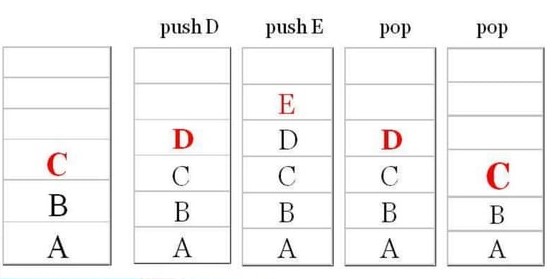 push D push E pop pop
E
D D D
C C C C C
B B B B B
A A A A A